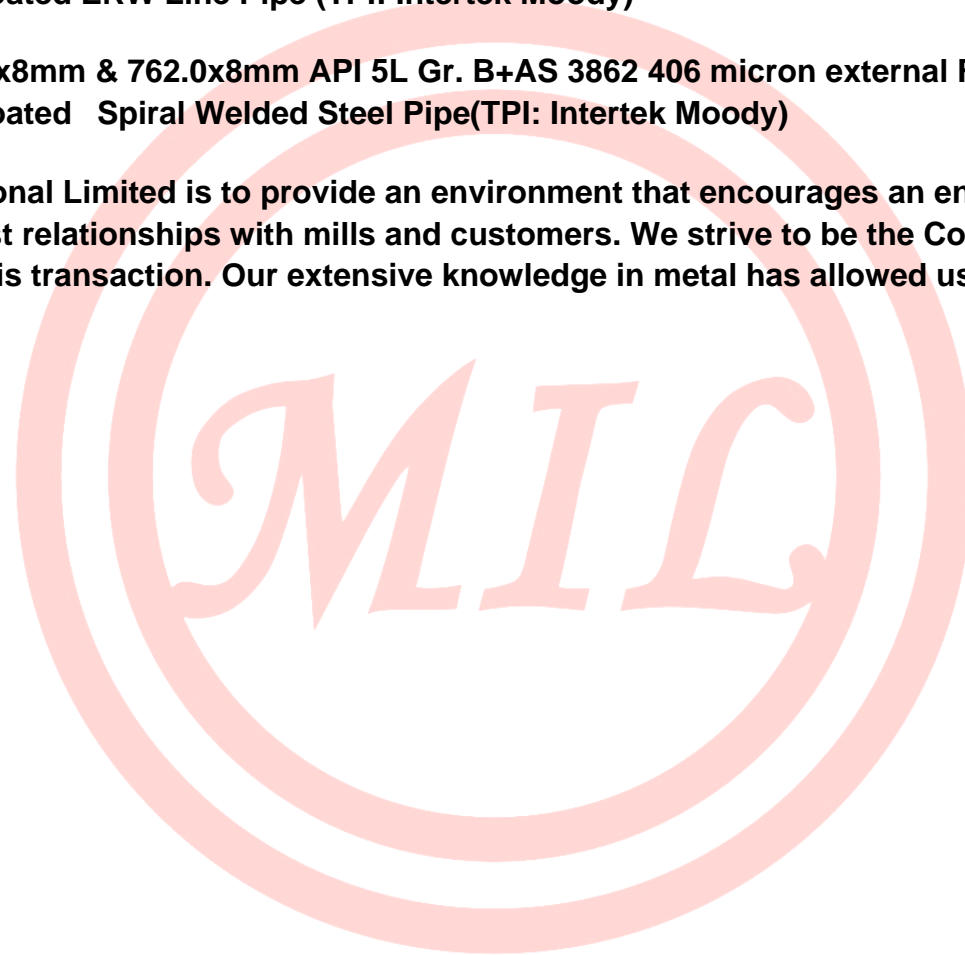 x8mm & 762.0x8mm API 5L Gr. B+AS 3862 406 micron external
oated Spiral Welded Steel Pipe(TPI: Intertek Moody)
onal Limited is to provide an environment that encourages an
st relationships with mills and customers. We strive to be the Co
is transaction. Our extensive knowledge in metal has allowed us
MIL